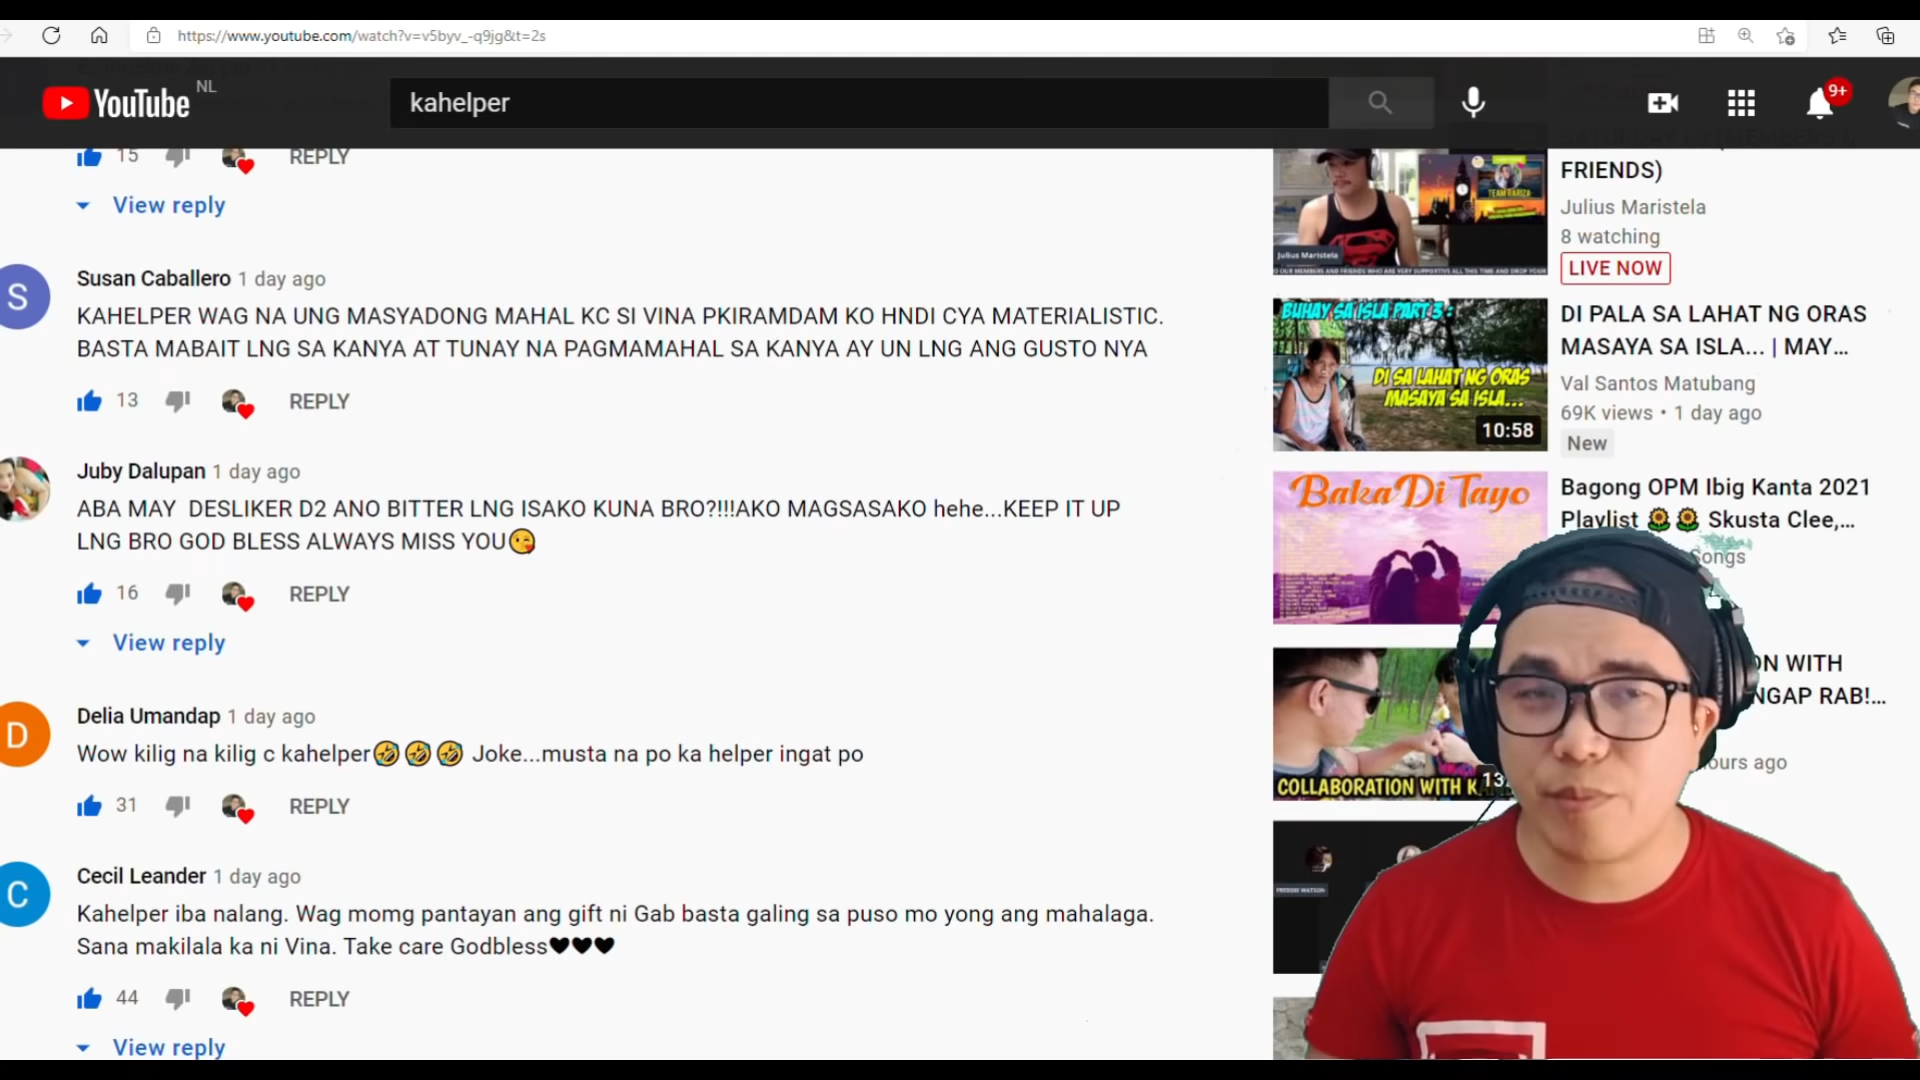 https://www.youtube.com/watch?v=v5byv_-q9jg&t=2s
YouTube NL
kahelper
9+
15
REPLY
View reply
Susan Caballero 1 day ago
KAHELPER WAG NA UNG MASYADONG MAHAL KC SI VINA PKIRAMDAM KO HNDI CYA MATERIALISTIC.
BASTA MABAIT LNG SA KANYA AT TUNAY NA PAGMAMAHAL SA KANYA AY UN LNG ANG GUSTO NYA
13
REPLY
S
Juby Dalupan 1 day ago
ABA MAY DESLIKER D2 ANO BITTER LNG ISAKO KUNA BRO?!!!AKO MAGSASAKO hehe...KEEP IT UP
LNG BRO GOD BLESS ALWAYS MISS YOU😘
16
REPLY
View reply
Delia Umandap 1 day ago
D
Wow kilig na kilig c kahelper🤣🤣🤣 Joke...musta na po ka helper ingat po
31
REPLY
Cecil Leander 1 day ago
C
Kahelper iba nalang. Wag momg pantayan ang gift ni Gab basta galing sa puso mo yong ang mahalaga.
Sana makilala ka ni Vina. Take care Godbless🖤🖤🖤
44
REPLY
View reply
FRIENDS)
Julius Maristela
8 watching
LIVE NOW
TEAM RARIZA
Julius Maristela
BUHAY SA ISLA PART 3 :
DI SA LAHAT NG ORAS
MASAYA SA ISLA...
10:58
DI PALA SA LAHAT NG ORAS
MASAYA SA ISLA... | MAY...
Val Santos Matubang
69K views • 1 day ago
New
Baka Di Tayo
Bagong OPM Ibig Kanta 2021
Playlist 🌻🌻 Skusta Clee,...
Songs
COLLABORATION WITH
13
ON WITH
NGAP RAB!...
ours ago
FREDDIE WATSON